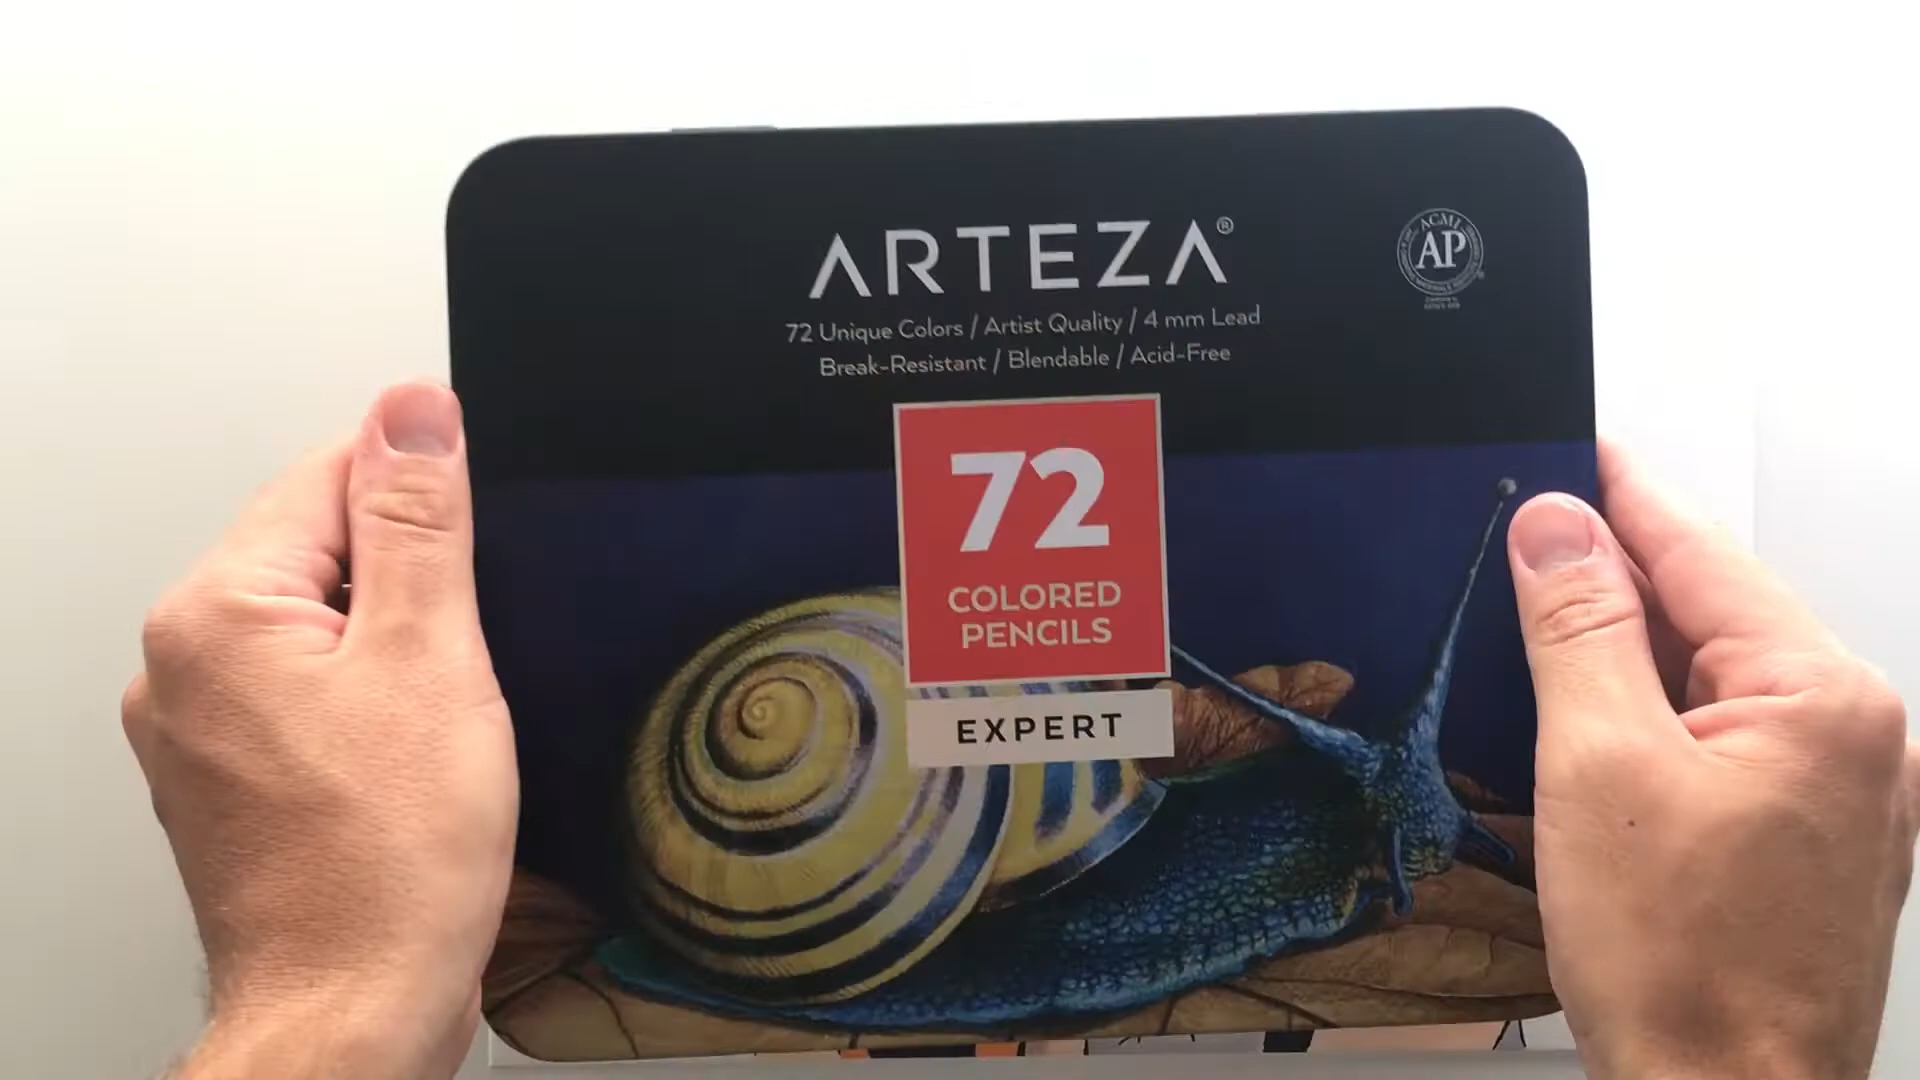 ARTEZA®
72 Unique Colors / Artist Quality / 4 mm Lead
Break-Resistant / Blendable / Acid-Free
ACMI
AP
72
COLORED
PENCILS
EXPERT